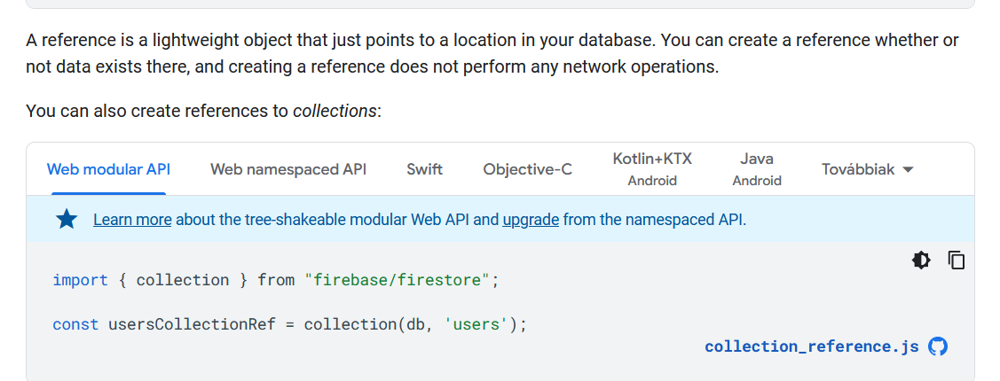 A reference is a lightweight object that just points to a location in your database. You can create a reference whether or
not data exists there, and creating a reference does not perform any network operations.
You can also create references to collections:
Web modular API
Web namespaced API
Swift
Objective-C
Kotlin+KTX
Android
Java
Android
Továbbiak
Learn more about the tree-shakeable modular Web API and upgrade from the namespaced API.
import { collection } from "firebase/firestore";
const usersCollectionRef = collection(db, 'users');
collection_reference.js